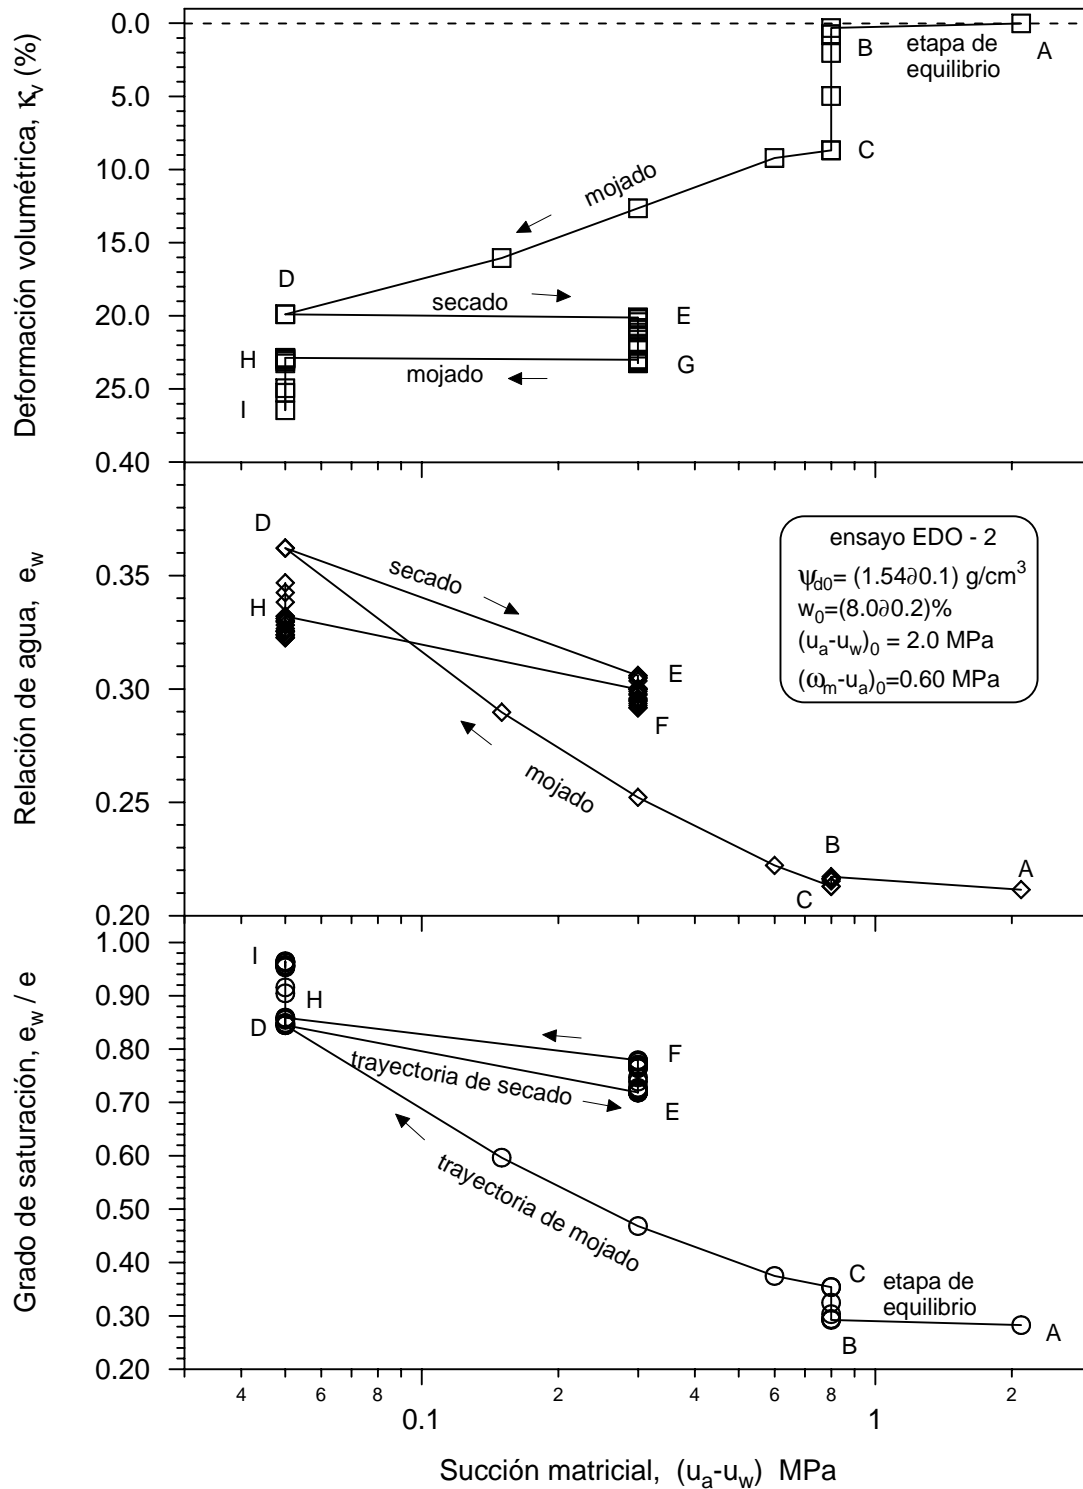 0.0
5.0
10.0
15.0
20.0
25.0
Deformación volumétrica, κv (%)
A
B
etapa de
equilibrio
C
mojado
D
secado
E
H
mojado
G
I
0.40
0.35
0.30
0.25
0.20
Relación de agua, ew
D
secado
H
E
F
mojado
B
A
C
ensayo EDO - 2
ψd0= (1.54∂0.1) g/cm3
w0=(8.0∂0.2)%
(ua-uw)0 = 2.0 MPa
(ωm-ua)0=0.60 MPa
1.00
0.90
0.80
0.70
0.60
0.50
0.40
0.30
0.20
Grado de saturación, ew / e
I
H
D
F
trayectoria de secado
E
trayectoria de mojado
C
etapa de
equilibrio
B
A
4 6 8 2 4 6 8 2
0.1 1
Succión matricial, (ua-uw) MPa